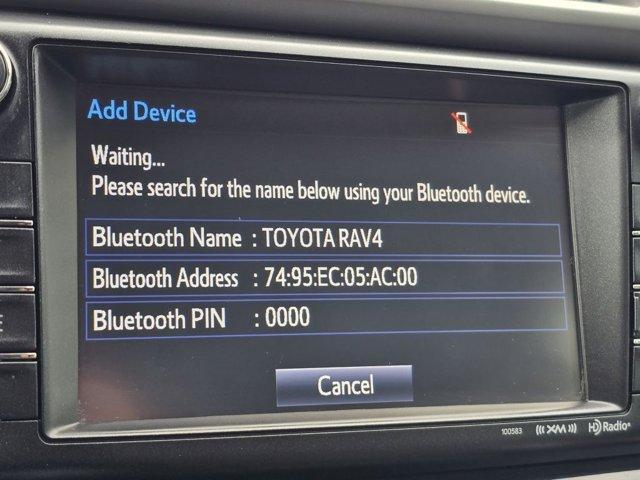 Add Device
Waiting...
Please search for the name below using your Bluetooth device.
Bluetooth Name : TOYOTA RAV4
Bluetooth Address : 74:95:EC:05:AC:00
Bluetooth PIN : 0000
Cancel
E
100583 ((XM)) HD Radio